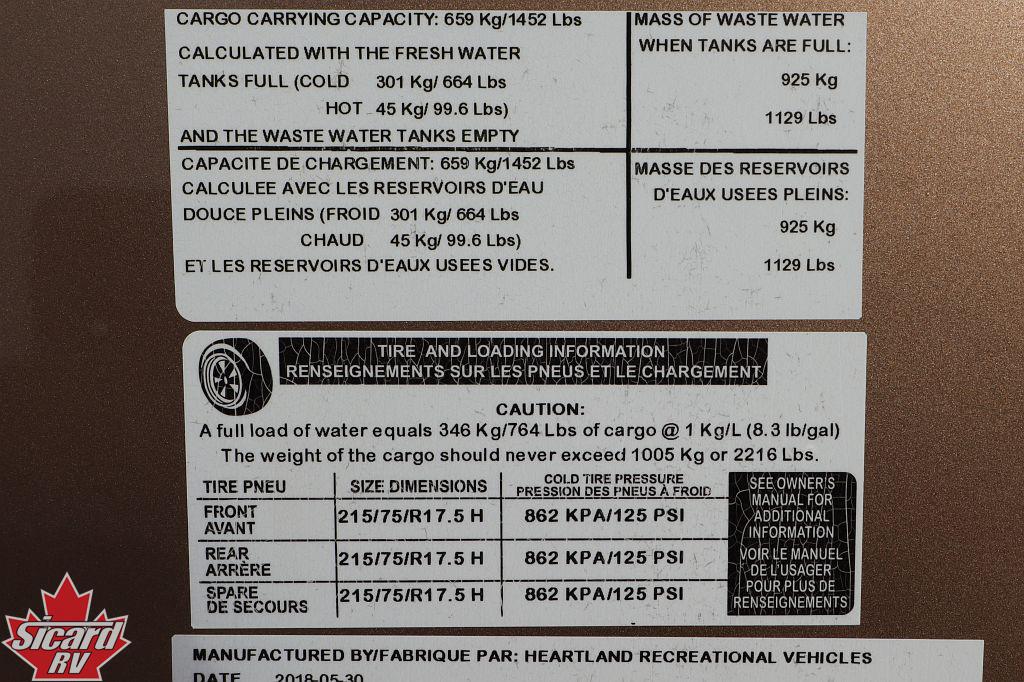 CARGO CARRYING CAPACITY: 659 Kg/1452 Lbs
CALCULATED WITH THE FRESH WATER
TANKS FULL (COLD 301 Kg/ 664 Lbs
HOT 45 Kg/ 99.6 Lbs)
AND THE WASTE WATER TANKS EMPTY
MASS OF WASTE WATER
WHEN TANKS ARE FULL:
925 Kg
1129 Lbs
CAPACITE DE CHARGEMENT: 659 Kg/1452 Lbs
CALCULEE AVEC LES RESERVOIRS D'EAU
DOUCE PLEINS (FROID 301 Kg/ 664 Lbs
CHAUD 45 Kg/ 99.6 Lbs)
ET LES RESERVOIRS D'EAUX USEES VIDES.
MASSE DES RESERVOIRS
D'EAUX USEES PLEINS:
925 Kg
1129 Lbs
TIRE AND LOADING INFORMATION
RENSEIGNEMENTS SUR LES PNEUS ET LE CHARGEMENT
CAUTION:
A full load of water equals 346 Kg/764 Lbs of cargo @ 1 Kg/L (8.3 lb/gal)
The weight of the cargo should never exceed 1005 Kg or 2216 Lbs.
TIRE PNEU SIZE DIMENSIONS COLD TIRE PRESSURE
PRESSION DES PNEUS À FROID
FRONT
AVANT
215/75/R17.5 H 862 KPA/125 PSI
REAR
ARRÈRE
215/75/R17.5 H 862 KPA/125 PSI
SPARE
DE SECOURS
215/75/R17.5 H 862 KPA/125 PSI
SEE OWNER'S
MANUAL FOR
ADDITIONAL
INFORMATION
VOIR LE MANUEL
DE L'USAGER
POUR PLUS DE
RENSEIGNEMENTS
MANUFACTURED BY/FABRIQUE PAR: HEARTLAND RECREATIONAL VEHICLES
DATE 2018-05-30
Sicard
RV